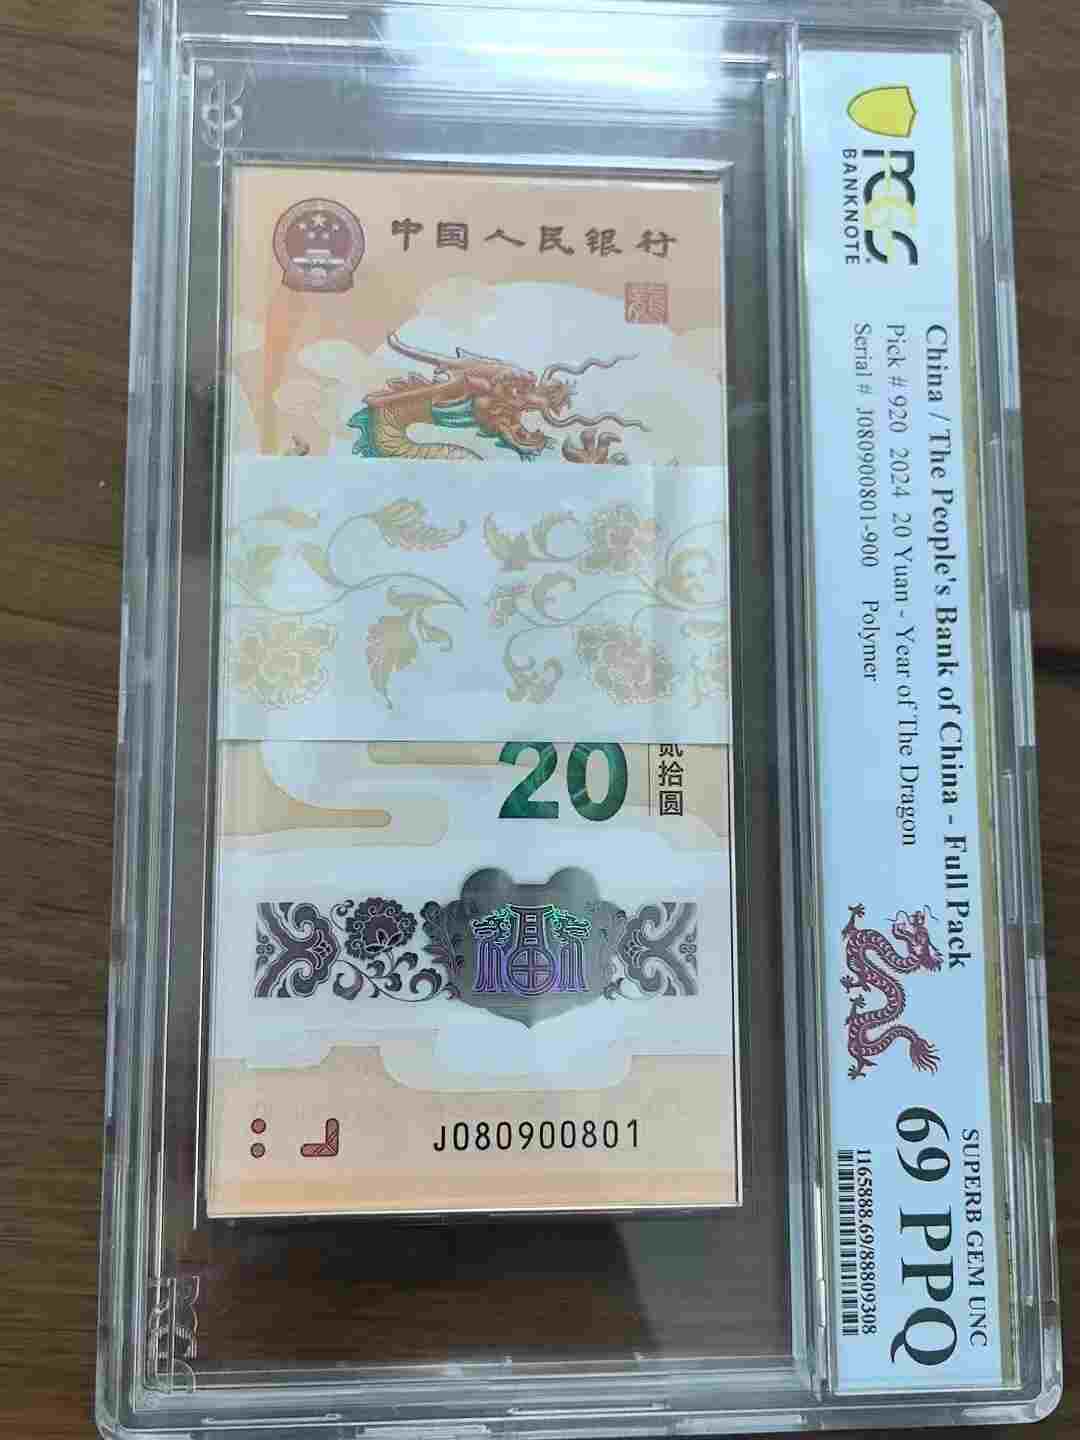 PCGS
BANKNOTE
China / The People's Bank of China - Full Pack
Pick # 920 2024 20 Yuan - Year of The Dragon
Serial # J080900801-900 Polymer
SUPERB GEM UNC
69 PPQ
1165888.69/88809308
中国人民银行
20
贰拾圆
福
J080900801